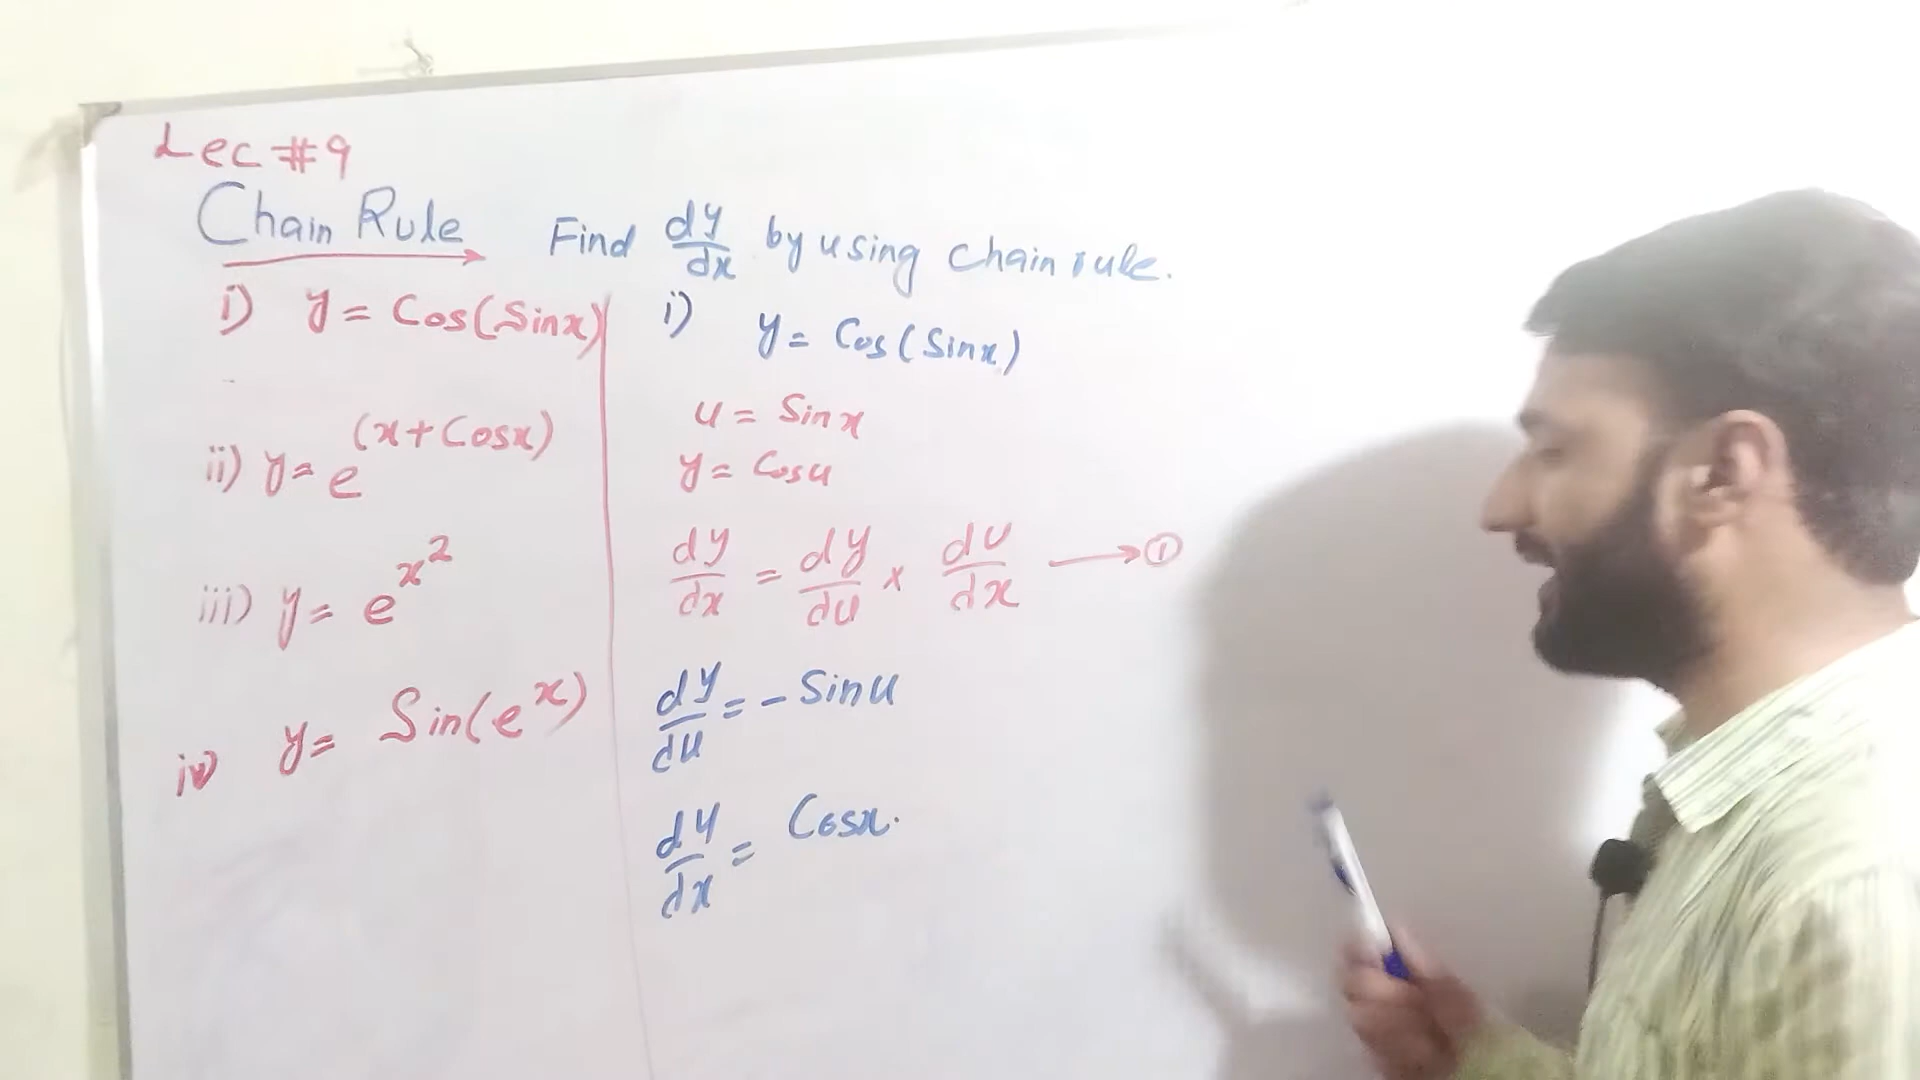 Lec #9
Chain Rule Find dy/dx by using chain rule.
i) y = Cos(Sinx)
ii) y = e^(x+Cosx)
iii) y = e^x^2
iv) y = Sin(e^x)
i) y = Cos(Sinx)
u = Sinx
y = Cosu
dy/dx = dy/du × du/dx → ①
dy/du = - Sinu
du/dx = Cosx.